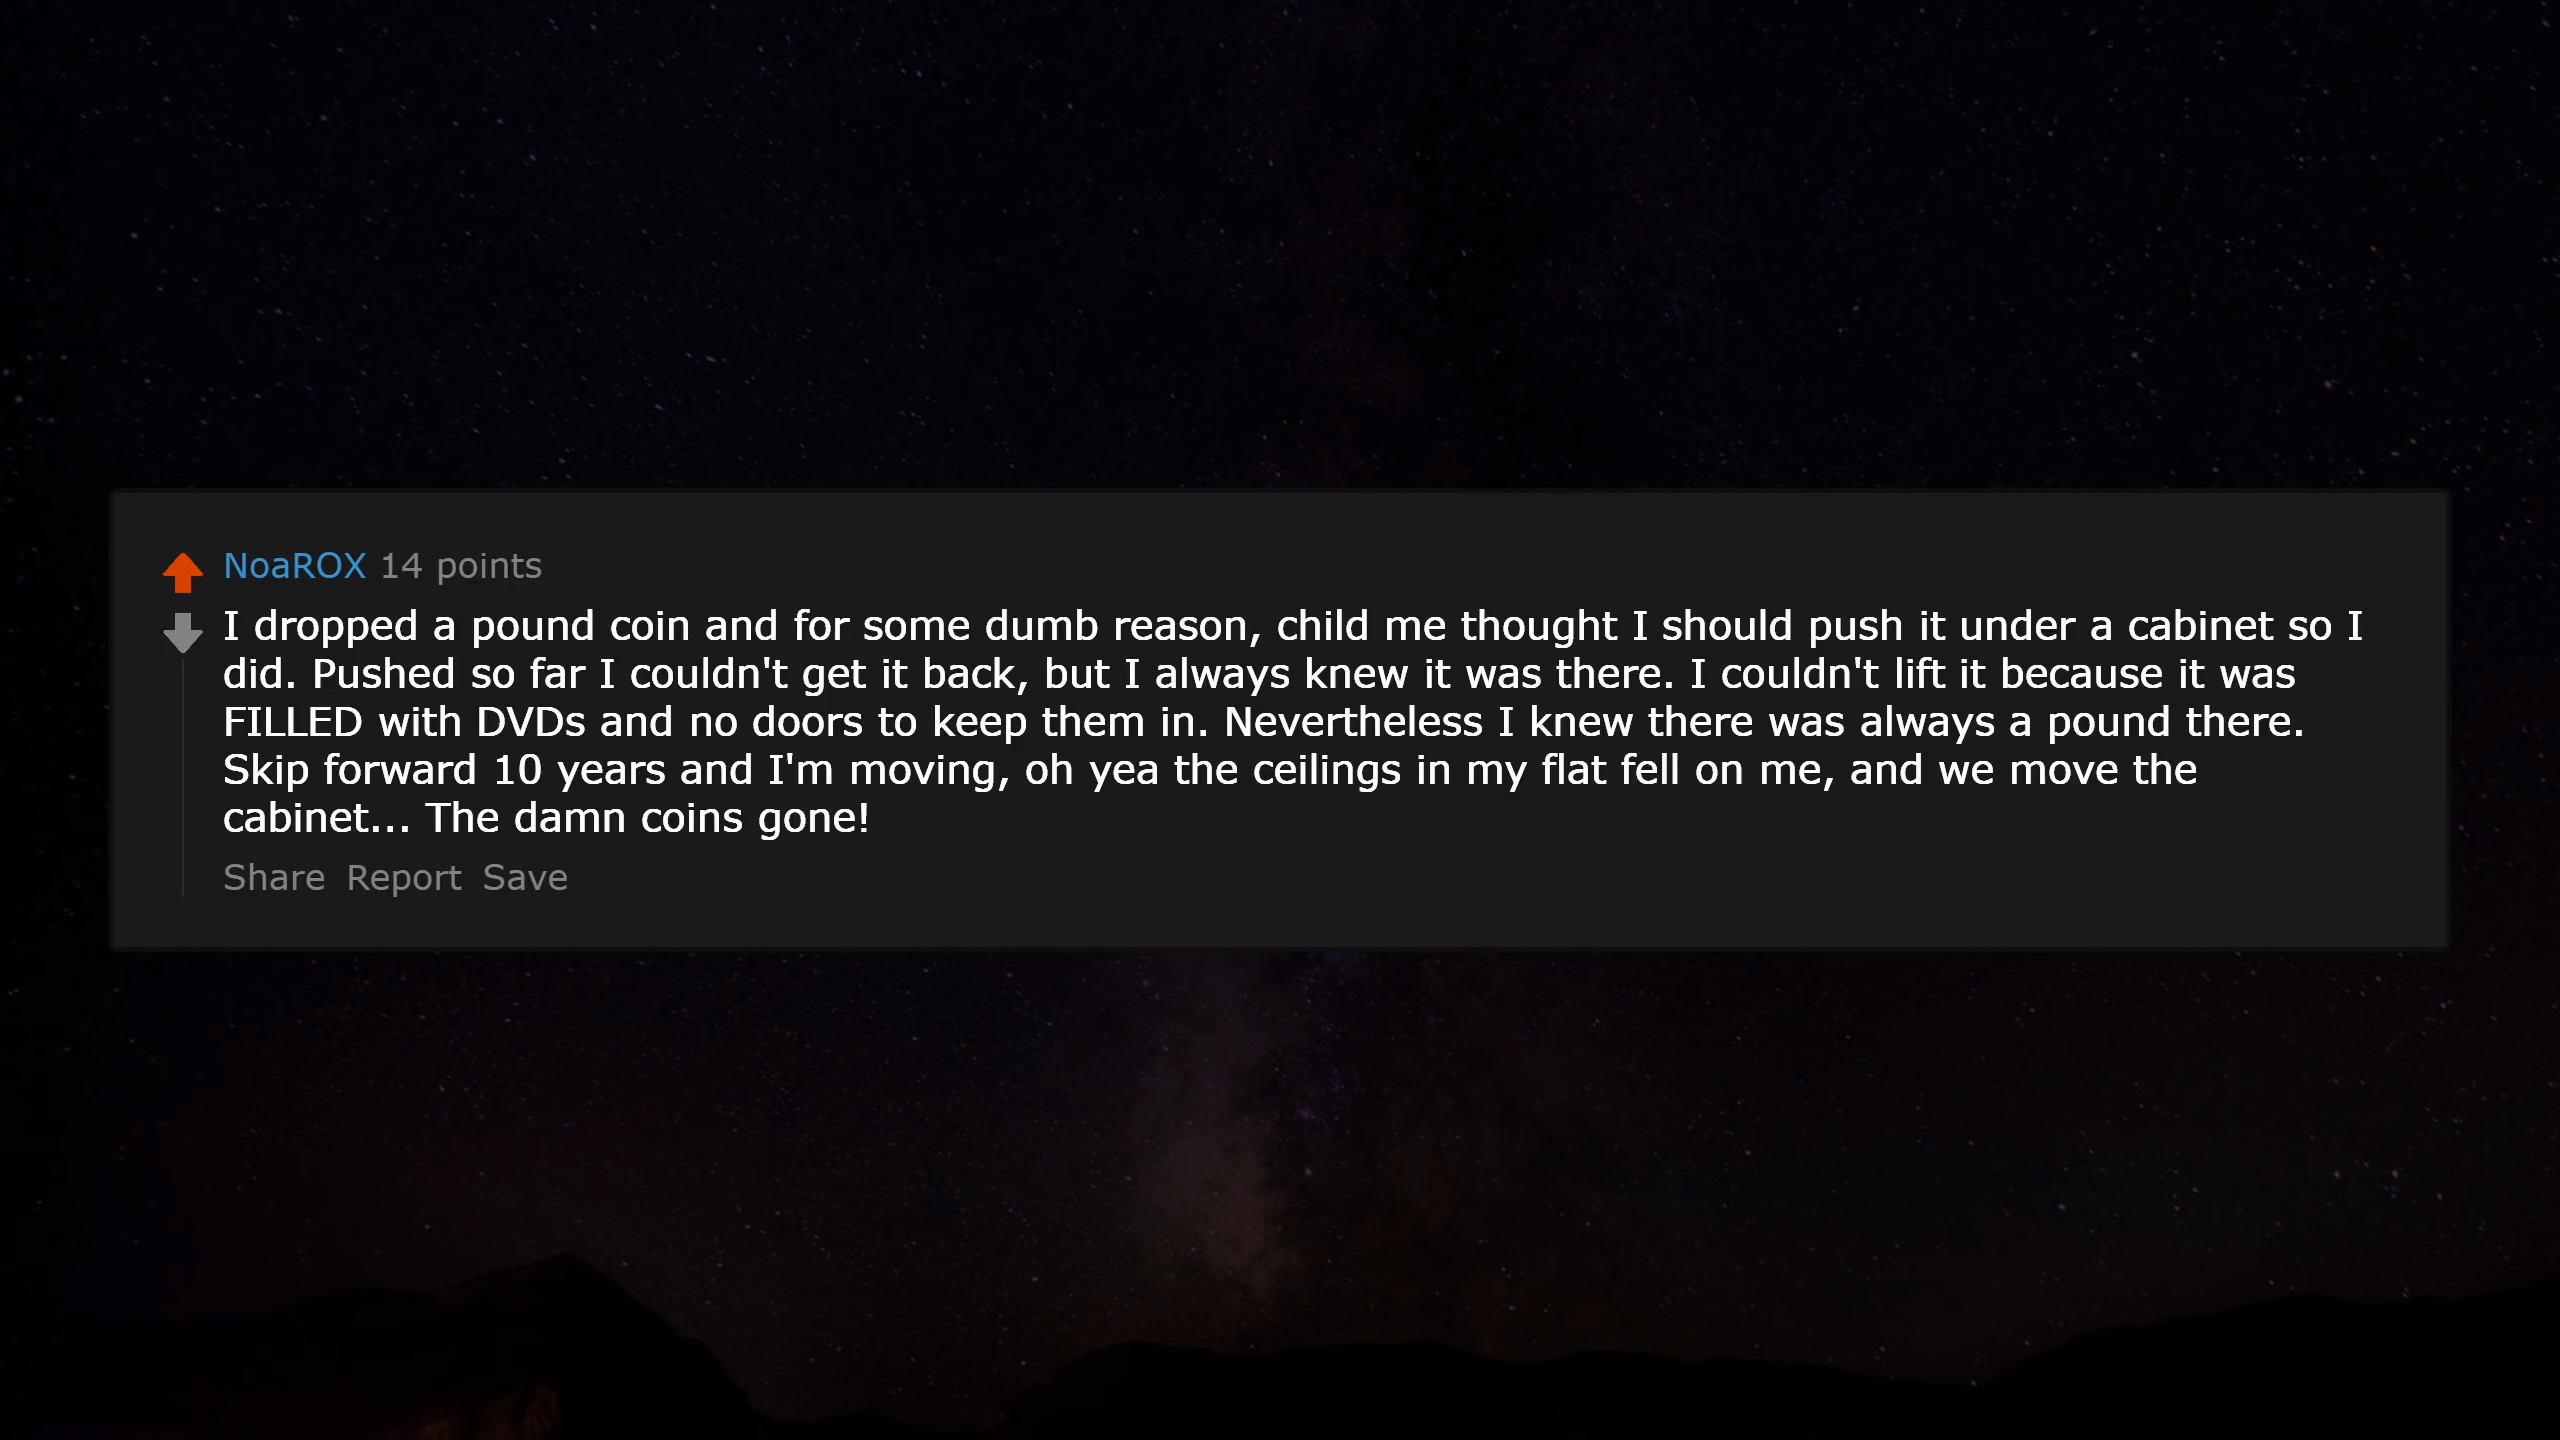 NoaROX 14 points
I dropped a pound coin and for some dumb reason, child me thought I should push it under a cabinet so I
did. Pushed so far I couldn't get it back, but I always knew it was there. I couldn't lift it because it was
FILLED with DVDs and no doors to keep them in. Nevertheless I knew there was always a pound there.
Skip forward 10 years and I'm moving, oh yea the ceilings in my flat fell on me, and we move the
cabinet... The damn coins gone!
Share Report Save